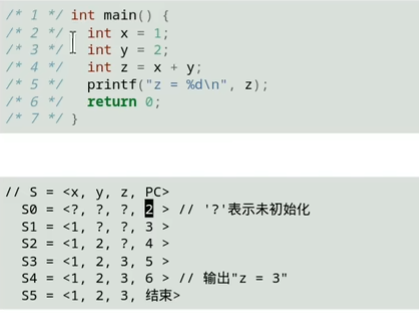 /* 1 */ int main() {
/* 2 */   int x = 1;
/* 3 */   int y = 2;
/* 4 */   int z = x + y;
/* 5 */   printf("z = %d\n", z);
/* 6 */   return 0;
/* 7 */ }
// S = <x, y, z, PC>
S0 = <?, ?, ?, 2 > // '?'表示未初始化
S1 = <1, ?, ?, 3 >
S2 = <1, 2, ?, 4 >
S3 = <1, 2, 3, 5 >
S4 = <1, 2, 3, 6 > // 输出"z = 3"
S5 = <1, 2, 3, 结束>